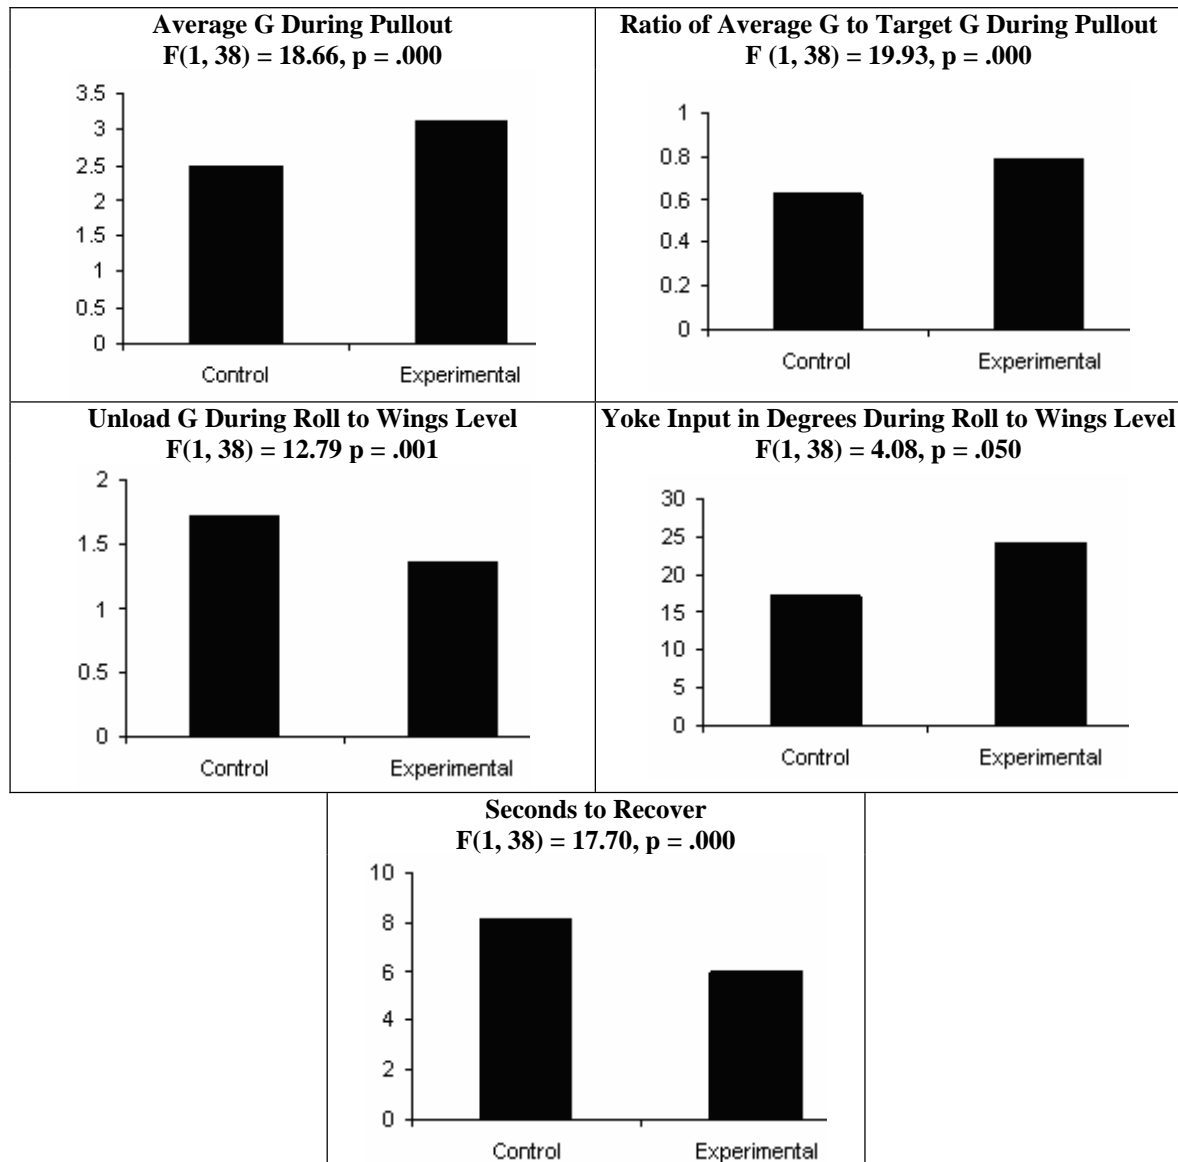 Average G During Pullout
F(1, 38) = 18.66, p = .000
3.5
3
2.5
2
1.5
1
0.5
0
Control Experimental
Ratio of Average G to Target G During Pullout
F (1, 38) = 19.93, p = .000
1
0.8
0.6
0.4
0.2
0
Control Experimental
Unload G During Roll to Wings Level
F(1, 38) = 12.79 p = .001
2
1.5
1
0.5
0
Control Experimental
Yoke Input in Degrees During Roll to Wings Level
F(1, 38) = 4.08, p = .050
30
25
20
15
10
5
0
Control Experimental
Seconds to Recover
F(1, 38) = 17.70, p = .000
10
8
6
4
2
0
Control Experimental